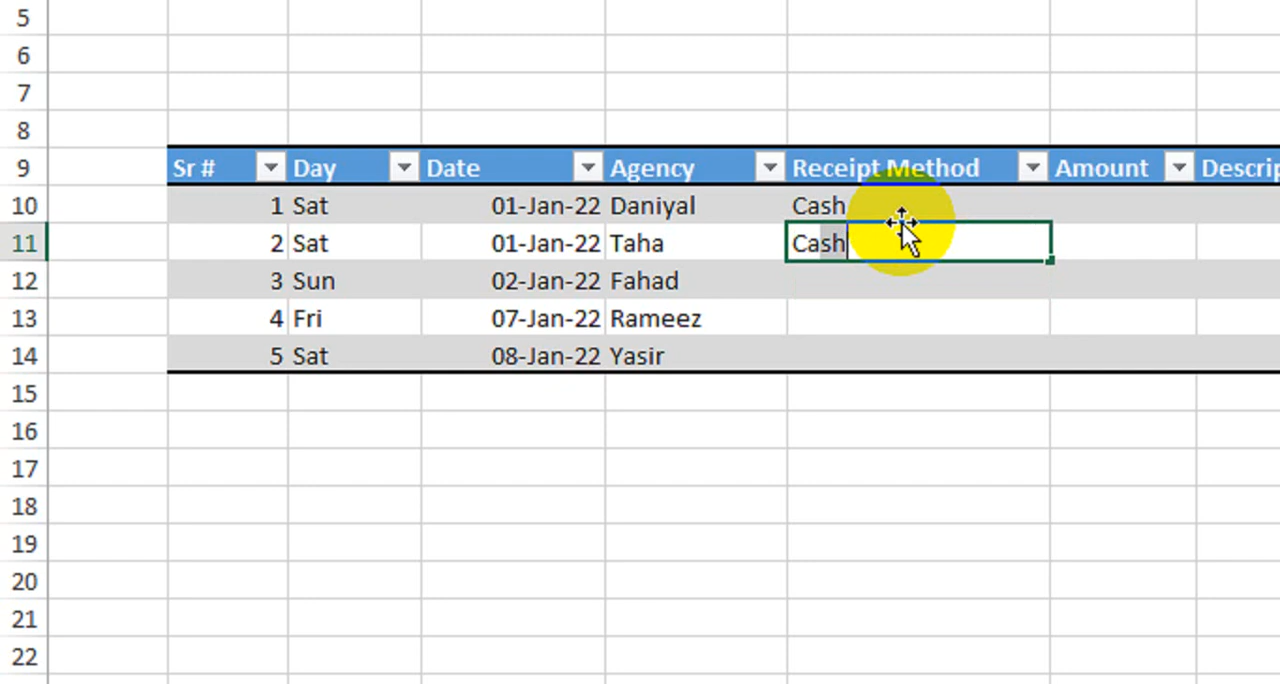 5
6
7
8
9 Sr # Day Date Agency Receipt Method Amount Descrip
10 1 Sat 01-Jan-22 Daniyal Cash
11 2 Sat 01-Jan-22 Taha Cash
12 3 Sun 02-Jan-22 Fahad
13 4 Fri 07-Jan-22 Rameez
14 5 Sat 08-Jan-22 Yasir
15
16
17
18
19
20
21
22